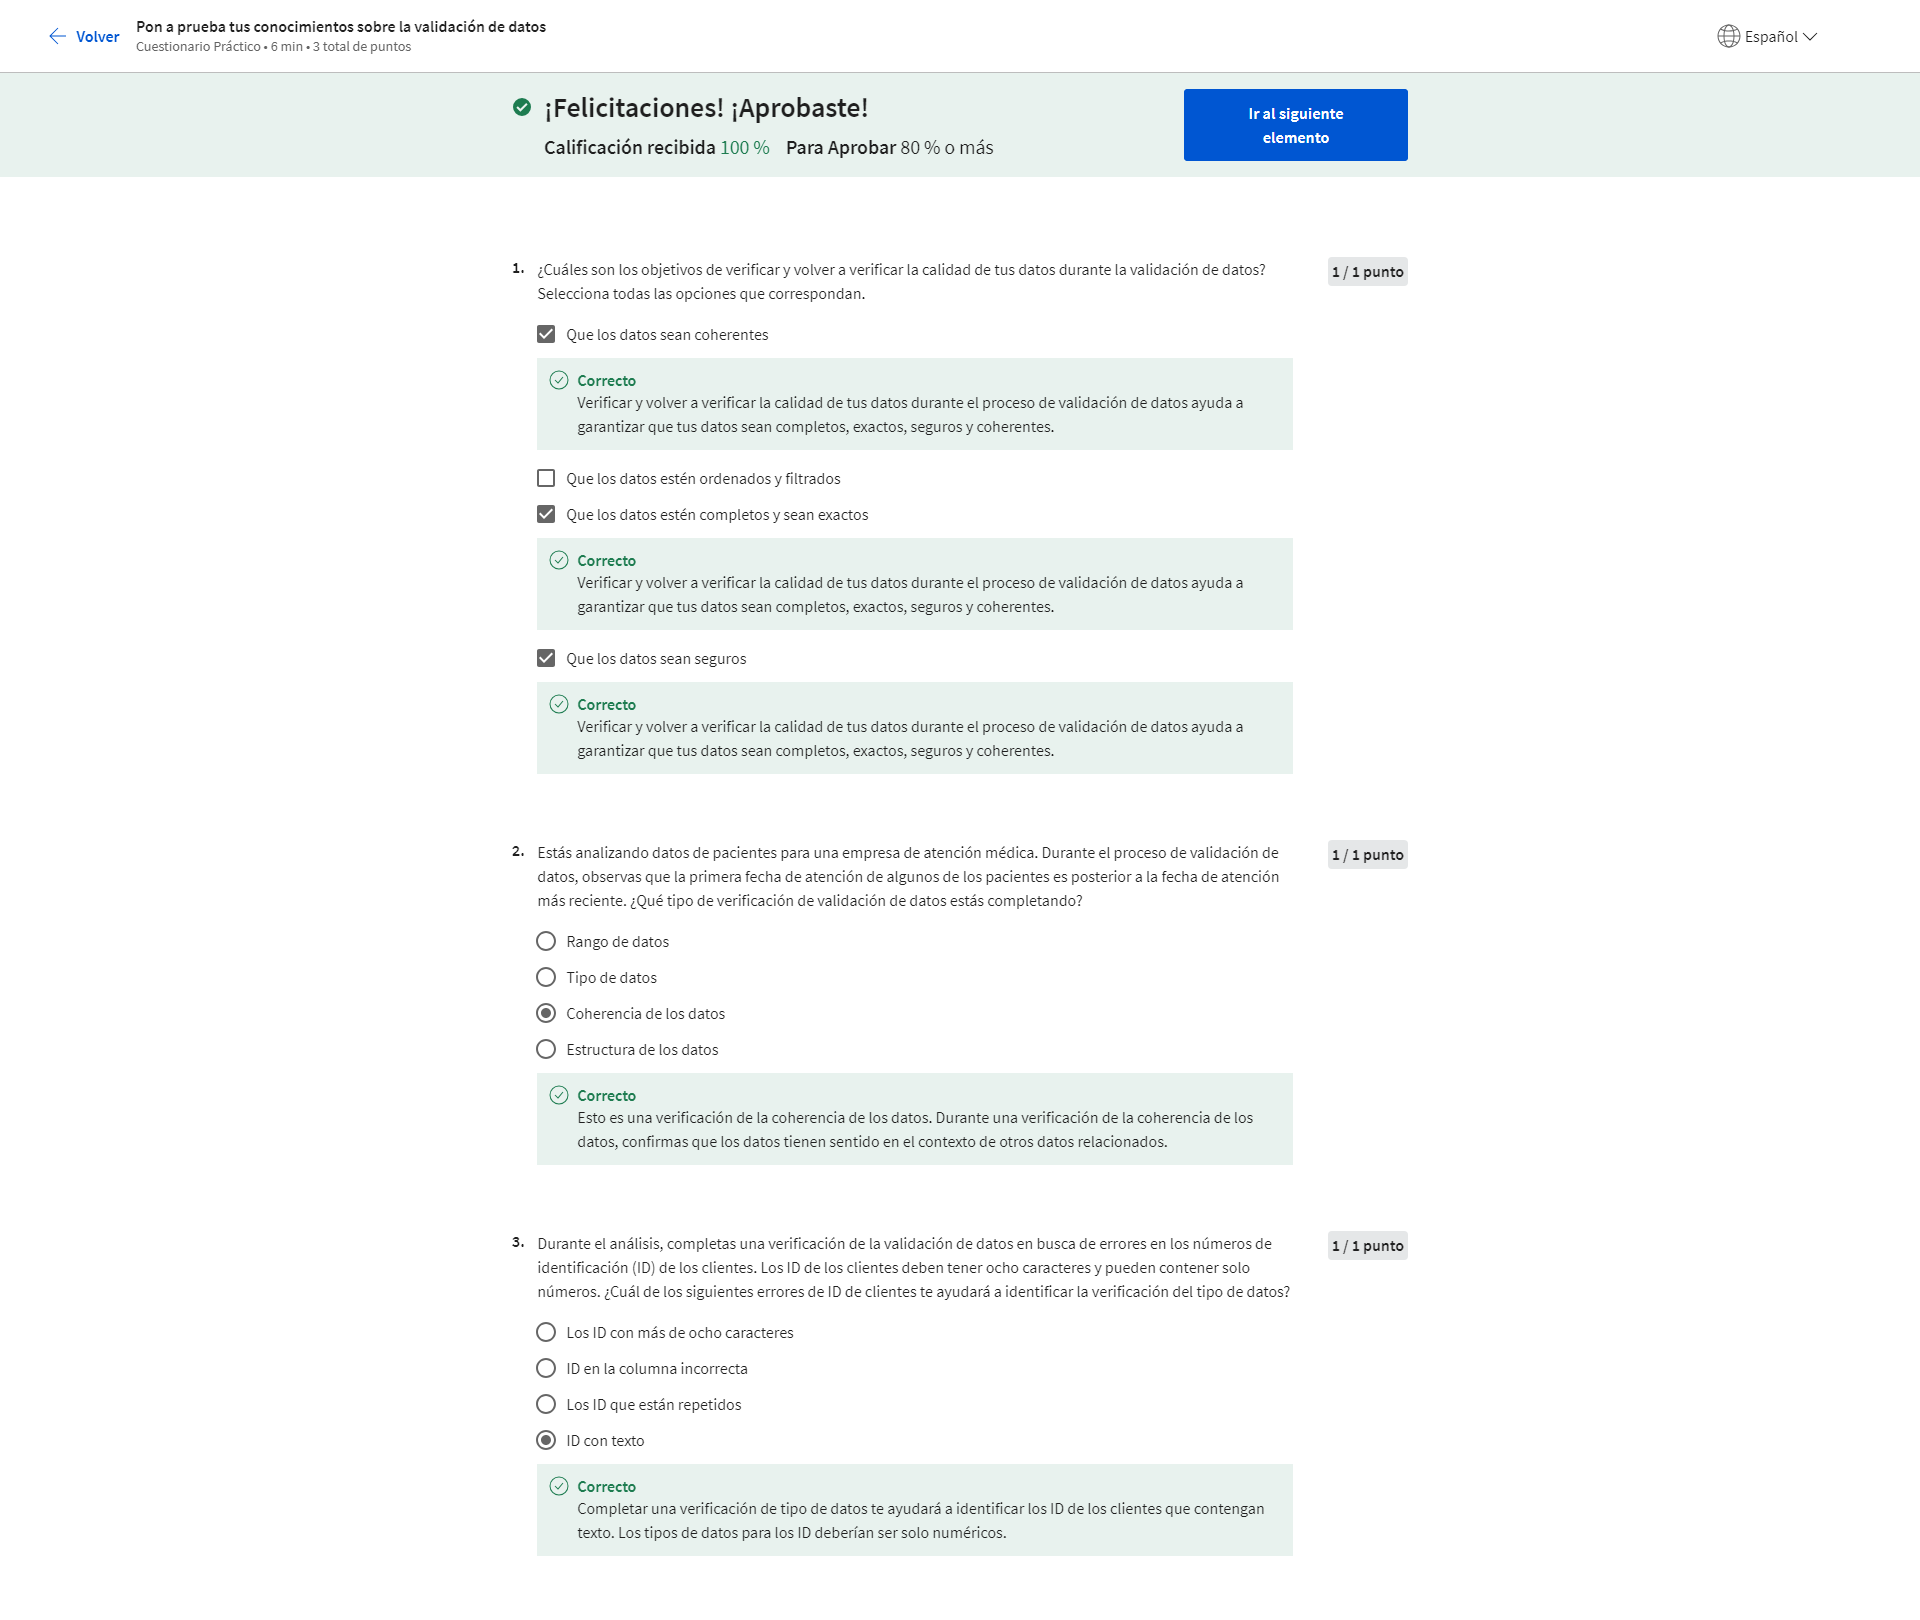 Volver
Pon a prueba tus conocimientos sobre la validación de datos
Cuestionario Práctico • 6 min • 3 total de puntos
Español
¡Felicitaciones! ¡Aprobaste!
Calificación recibida 100 % Para Aprobar 80 % o más
Ir al siguiente
elemento
1. ¿Cuáles son los objetivos de verificar y volver a verificar la calidad de tus datos durante la validación de datos?
Selecciona todas las opciones que correspondan.
1 / 1 punto
Que los datos sean coherentes
Correcto
Verificar y volver a verificar la calidad de tus datos durante el proceso de validación de datos ayuda a
garantizar que tus datos sean completos, exactos, seguros y coherentes.
Que los datos estén ordenados y filtrados
Que los datos estén completos y sean exactos
Correcto
Verificar y volver a verificar la calidad de tus datos durante el proceso de validación de datos ayuda a
garantizar que tus datos sean completos, exactos, seguros y coherentes.
Que los datos sean seguros
Correcto
Verificar y volver a verificar la calidad de tus datos durante el proceso de validación de datos ayuda a
garantizar que tus datos sean completos, exactos, seguros y coherentes.
2. Estás analizando datos de pacientes para una empresa de atención médica. Durante el proceso de validación de
datos, observas que la primera fecha de atención de algunos de los pacientes es posterior a la fecha de atención
más reciente. ¿Qué tipo de verificación de validación de datos estás completando?
1 / 1 punto
Rango de datos
Tipo de datos
Coherencia de los datos
Estructura de los datos
Correcto
Esto es una verificación de la coherencia de los datos. Durante una verificación de la coherencia de los
datos, confirmas que los datos tienen sentido en el contexto de otros datos relacionados.
3. Durante el análisis, completas una verificación de la validación de datos en busca de errores en los números de
identificación (ID) de los clientes. Los ID de los clientes deben tener ocho caracteres y pueden contener solo
números. ¿Cuál de los siguientes errores de ID de clientes te ayudará a identificar la verificación del tipo de datos?
1 / 1 punto
Los ID con más de ocho caracteres
ID en la columna incorrecta
Los ID que están repetidos
ID con texto
Correcto
Completar una verificación de tipo de datos te ayudará a identificar los ID de los clientes que contengan
texto. Los tipos de datos para los ID deberían ser solo numéricos.